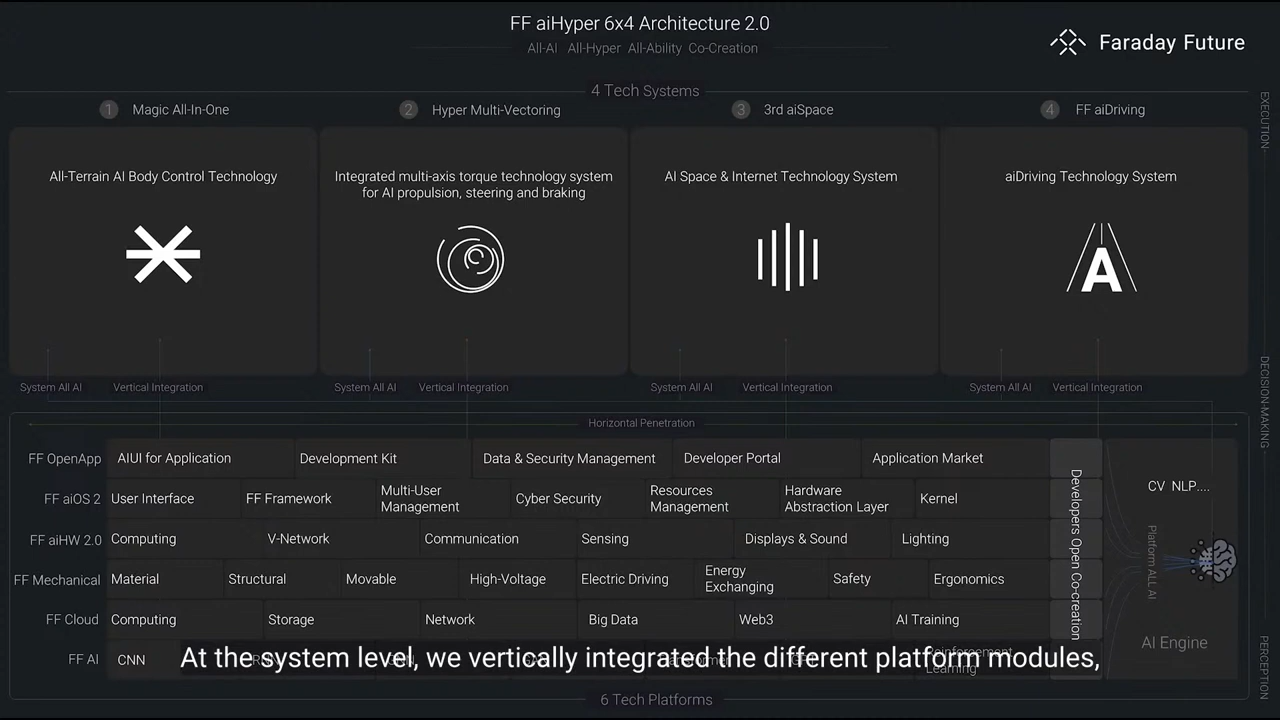 FF aiHyper 6x4 Architecture 2.0
All-AI All-Hyper All-Ability Co-Creation
Faraday Future
4 Tech Systems
1 Magic All-In-One
2 Hyper Multi-Vectoring
3 3rd aiSpace
4 FF aiDriving
All-Terrain AI Body Control Technology
Integrated multi-axis torque technology system
for AI propulsion, steering and braking
AI Space & Internet Technology System
aiDriving Technology System
A
System All AI Vertical Integration
System All AI Vertical Integration
System All AI Vertical Integration
System All AI Vertical Integration
EXECUTION
DECISION-MAKING
PERCEPTION
Horizontal Penetration
FF OpenApp AIUI for Application Development Kit Data & Security Management Developer Portal Application Market
FF aiOS 2 User Interface FF Framework Multi-User
Management Cyber Security Resources
Management Hardware
Abstraction Layer Kernel
FF aiHW 2.0 Computing V-Network Communication Sensing Displays & Sound Lighting
FF Mechanical Material Structural Movable High-Voltage Electric Driving Energy
Exchanging Safety Ergonomics
FF Cloud Computing Storage Network Big Data Web3 AI Training
FF AI CNN Reinforcement
Learning
Developers Open Co-creation
CV NLP....
Platform ALL AI
AI Engine
At the system level, we vertically integrated the different platform modules,
6 Tech Platforms